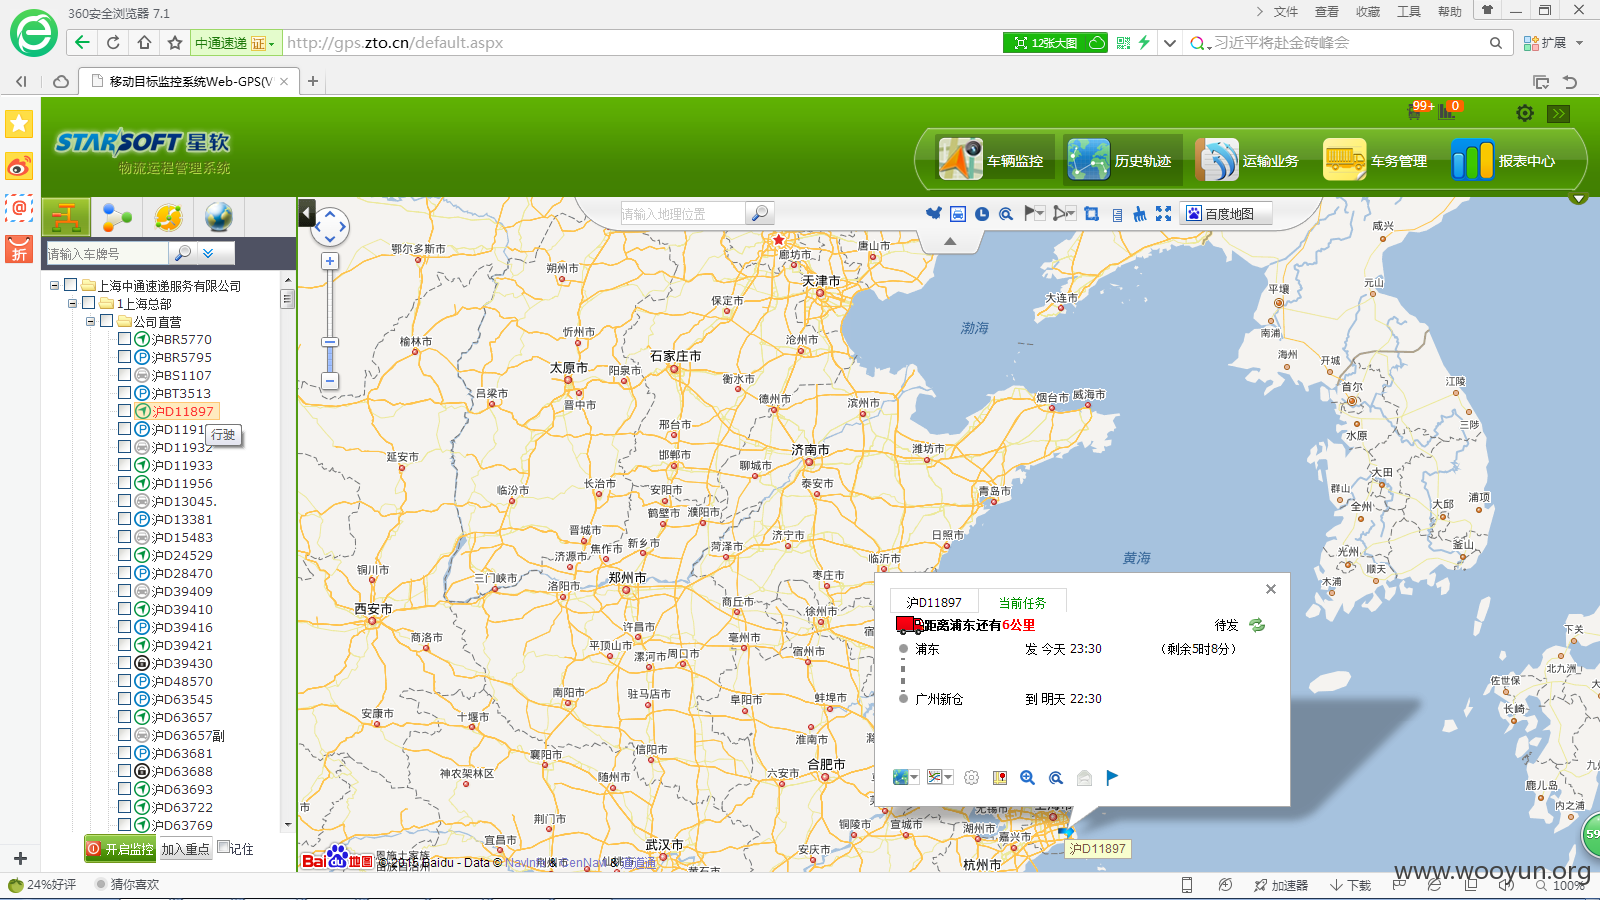 360安全浏览器 7.1
文件 查看 收藏 工具 帮助
中通速递 证 http://gps.zto.cn/default.aspx
12张大图 习近平将赴金砖峰会 扩展
移动目标监控系统Web-GPS(V
99+ 0
STARSOFT 星软
物流运程管理系统
车辆监控 历史轨迹 运输业务 车务管理 报表中心
@
折
请输入车牌号
请输入地理位置 百度地图
上海中通速递服务有限公司
1上海总部
公司直营
沪BR5770
沪BR5795
沪BS1107
沪BT3513
沪D11897
沪D1191
行驶
沪D11932
沪D11933
沪D11956
沪D13045.
沪D13381
沪D15483
沪D24529
沪D28470
沪D39409
沪D39410
沪D39416
沪D39421
沪D39430
沪D48570
沪D63545
沪D63657
沪D63657副
沪D63681
沪D63688
沪D63693
沪D63722
沪D63769
开启监控 加入重点 记住
鄂尔多斯市
朔州市
廊坊市
唐山市
天津市
保定市
大连市
渤海
忻州市
沧州市
榆林市
石家庄市
太原市
阳泉市
衡水市
吕梁市
晋中市
德州市
滨州市
烟台市
威海市
邢台市
济南市
潍坊市
延安市
邯郸市
聊城市
泰安市
临汾市
长治市
安阳市
青岛市
鹤壁市
濮阳市
晋城市
新乡市
济宁市
日照市
菏泽市
焦作市
济源市
临沂市
黄海
铜川市
三门峡市
洛阳市
郑州市
枣庄市
西安市
商丘市
徐州市
商洛市
许昌市
亳州市
平顶山市
漯河市
周口市
宿州市
南阳市
驻马店市
阜阳市
蚌埠市
安康市
十堰市
淮南市
襄阳市
信阳市
合肥市
神农架林区
随州市
六安市
荆门市
宜昌市
武汉市
铜陵市
宣城市
湖州市
嘉兴市
安庆市
杭州市
无锡市
上海市
咸兴
平壤
元山
南浦
海州
开城
首尔
江陵
水原
三陟
大田
群山
大邱
浦项
全州
光州
釜山
木浦
顺天
下关
北九洲
佐世保
长崎
鹿儿岛
内之浦
沪D11897 当前任务
距离浦东还有6公里 待发
浦东 发 今天 23:30 （剩余5时8分）
广州新仓 到 明天 22:30
沪D11897
Bai 地图 © 2015 Baidu - Data © NavInfo & CenNavi & 道道通
www.wooyun.org
24%好评 猜你喜欢 加速器 下载 100%